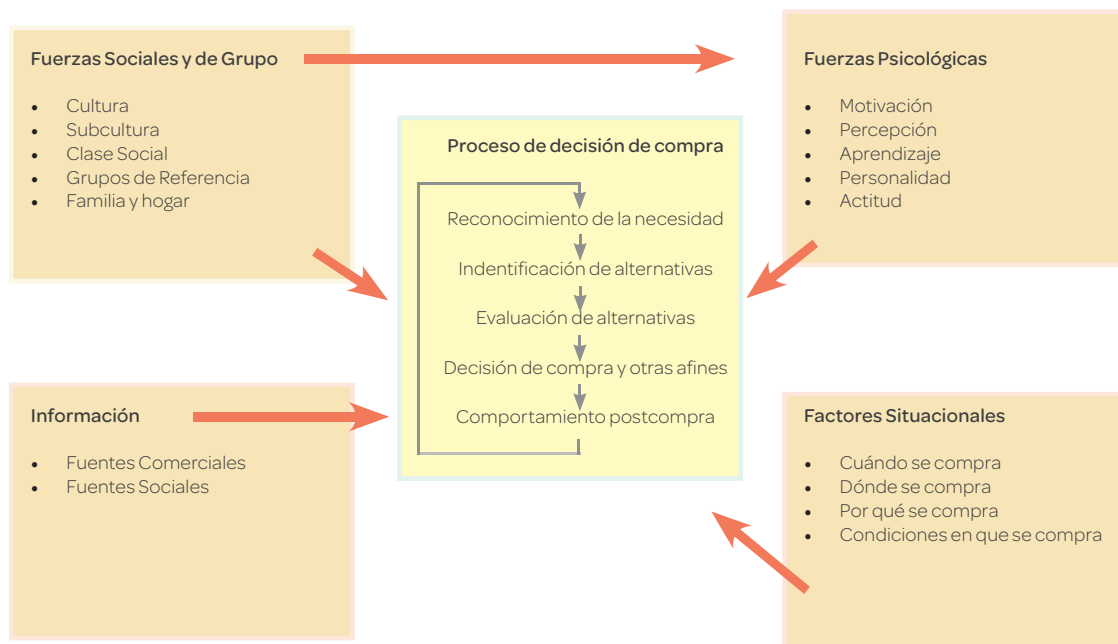 Fuerzas Sociales y de Grupo
• Cultura
• Subcultura
• Clase Social
• Grupos de Referencia
• Familia y hogar
Proceso de decisión de compra
Reconocimiento de la necesidad
Indentificación de alternativas
Evaluación de alternativas
Decisión de compra y otras afines
Comportamiento postcompra
Fuerzas Psicológicas
• Motivación
• Percepción
• Aprendizaje
• Personalidad
• Actitud
Información
• Fuentes Comerciales
• Fuentes Sociales
Factores Situacionales
• Cuándo se compra
• Dónde se compra
• Por qué se compra
• Condiciones en que se compra